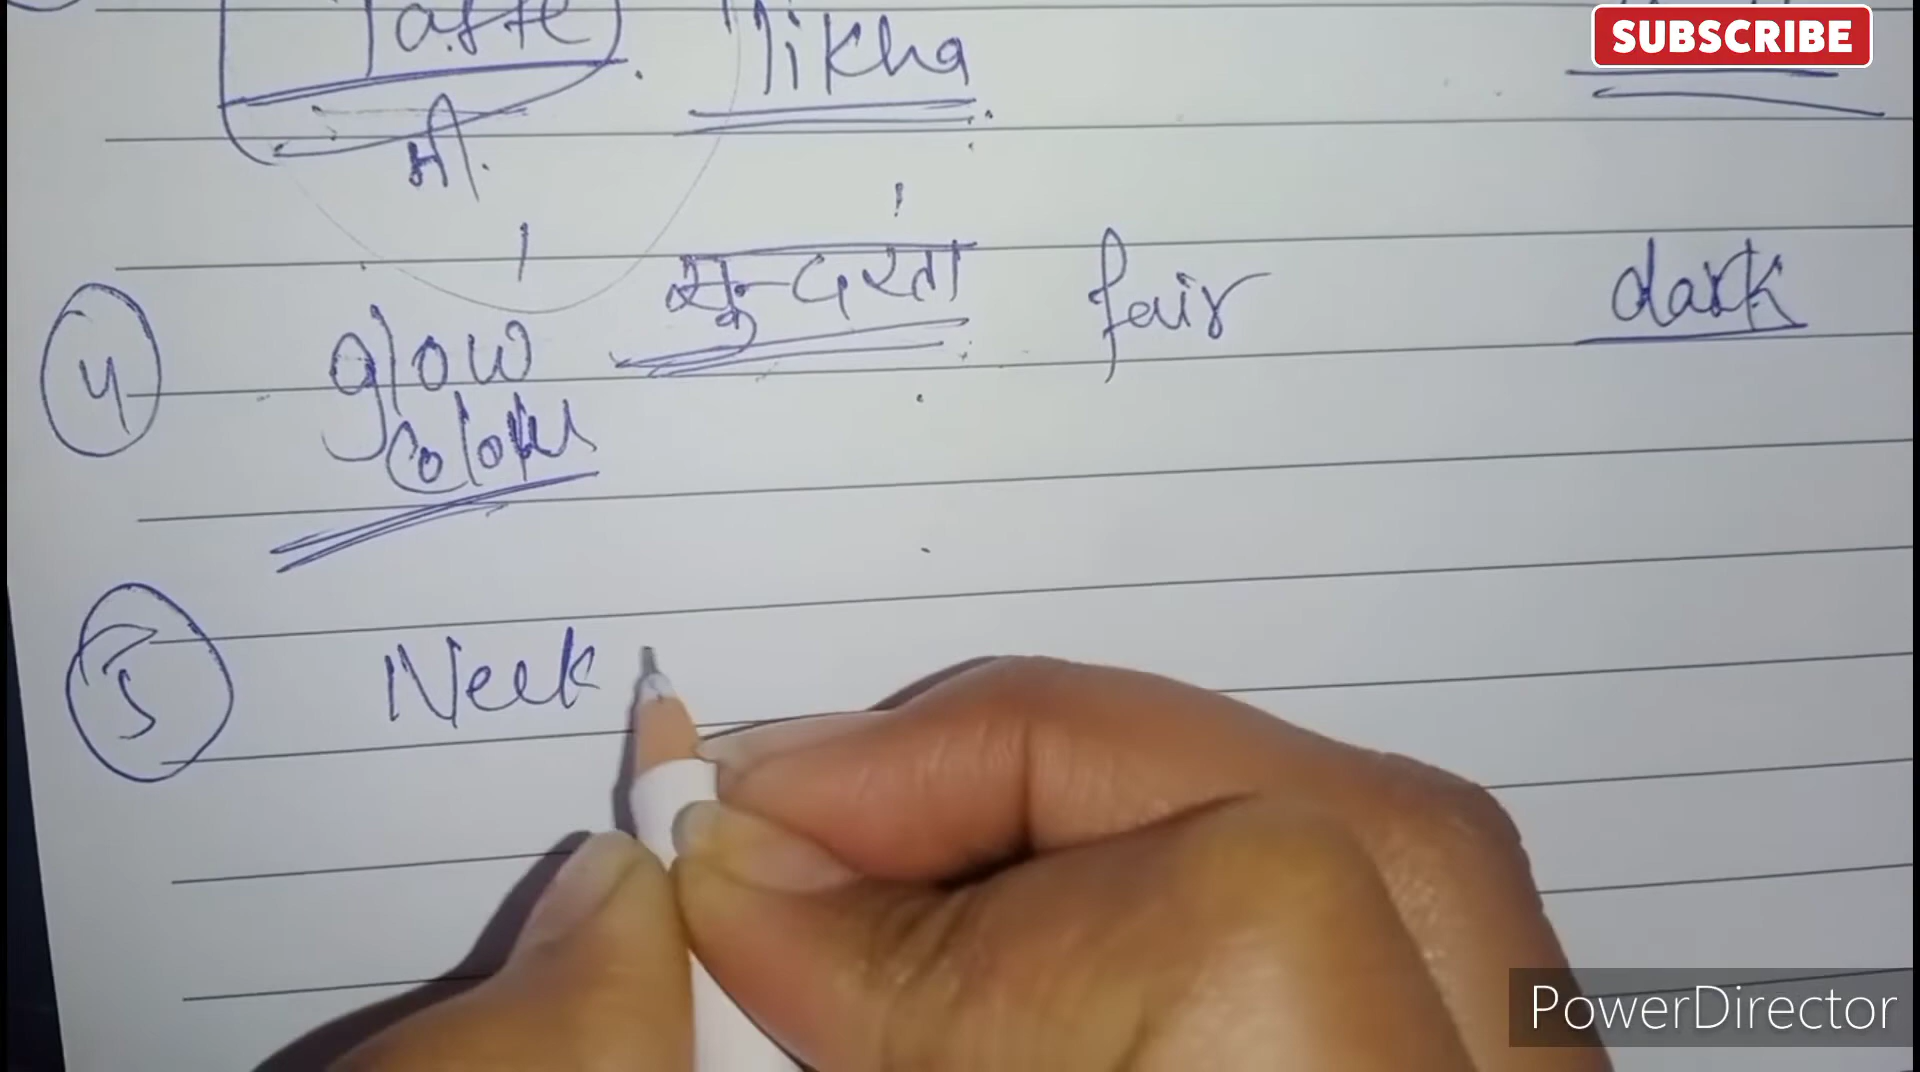 Taste likha SUBSCRIBE
भी.
4 glow सुन्दरता fair dark
colour
5 Neek
PowerDirector